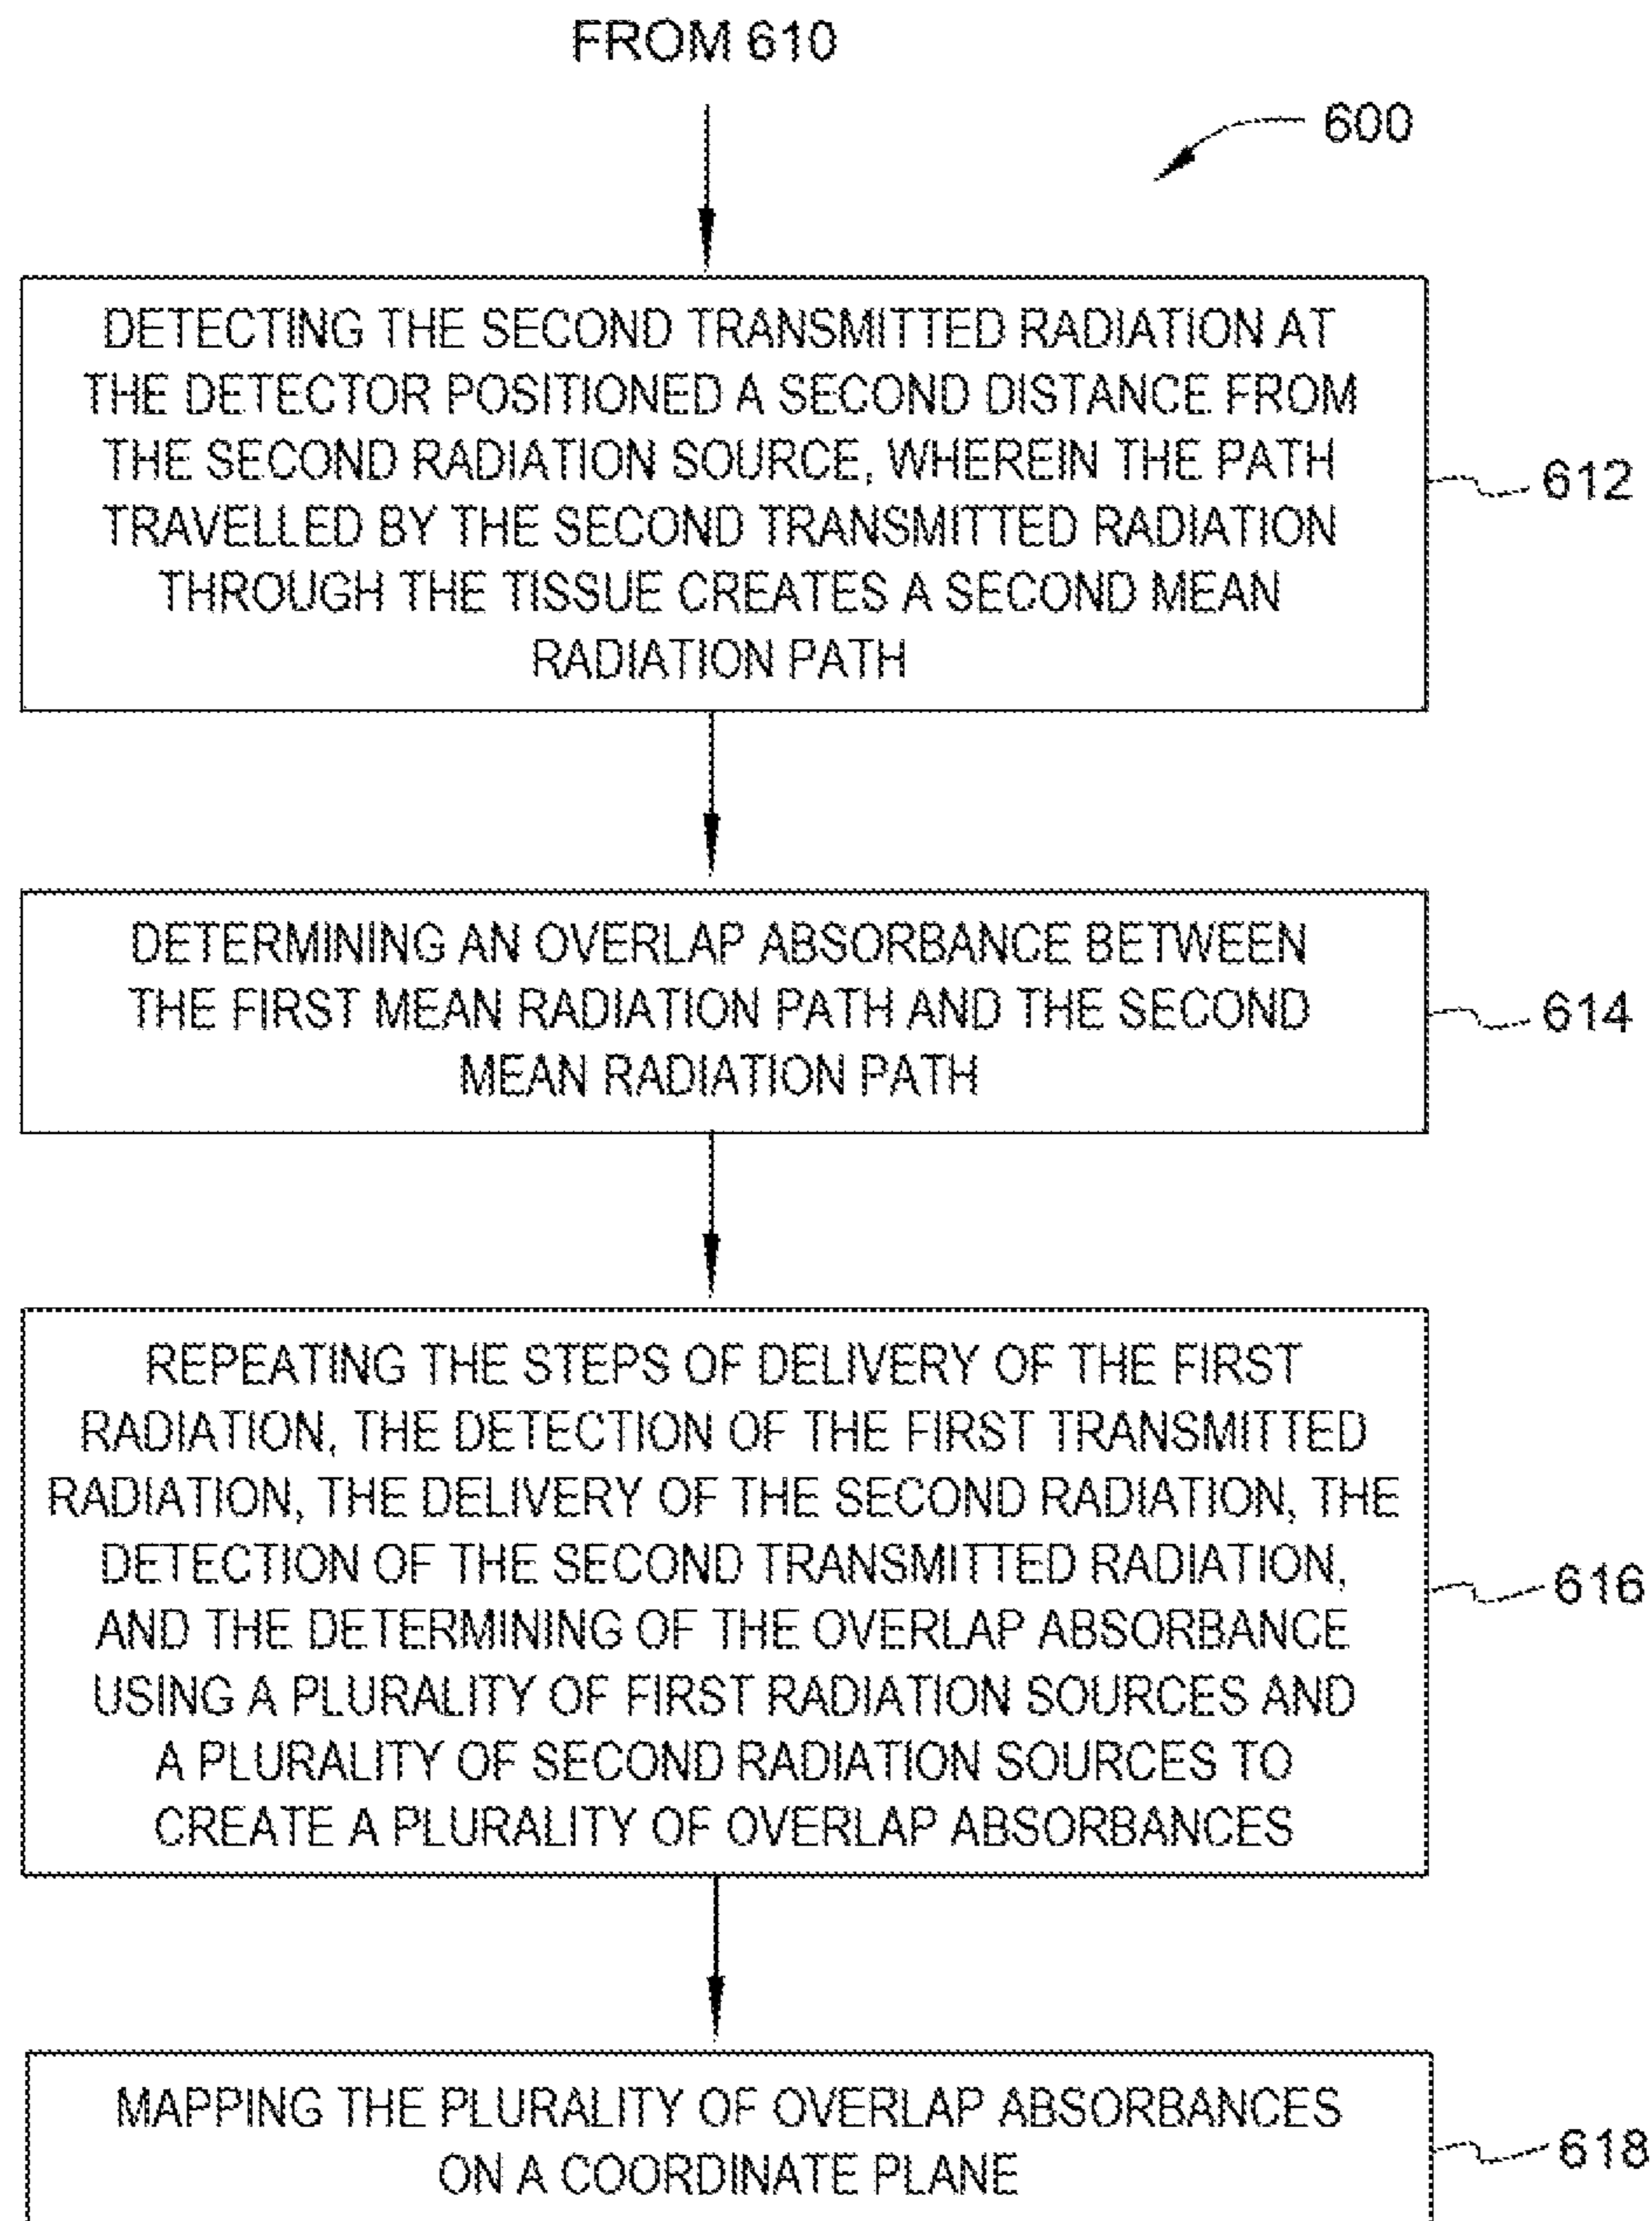 FROM 610
600
DETECTING THE SECOND TRANSMITTED RADIATION AT
THE DETECTOR POSITIONED A SECOND DISTANCE FROM
THE SECOND RADIATION SOURCE, WHEREIN THE PATH
TRAVELLED BY THE SECOND TRANSMITTED RADIATION
THROUGH THE TISSUE CREATES A SECOND MEAN
RADIATION PATH
612
DETERMINING AN OVERLAP ABSORBANCE BETWEEN
THE FIRST MEAN RADIATION PATH AND THE SECOND
MEAN RADIATION PATH
614
REPEATING THE STEPS OF DELIVERY OF THE FIRST
RADIATION, THE DETECTION OF THE FIRST TRANSMITTED
RADIATION, THE DELIVERY OF THE SECOND RADIATION, THE
DETECTION OF THE SECOND TRANSMITTED RADIATION,
AND THE DETERMINING OF THE OVERLAP ABSORBANCE
USING A PLURALITY OF FIRST RADIATION SOURCES AND
A PLURALITY OF SECOND RADIATION SOURCES TO
CREATE A PLURALITY OF OVERLAP ABSORBANCES
616
MAPPING THE PLURALITY OF OVERLAP ABSORBANCES
ON A COORDINATE PLANE
618